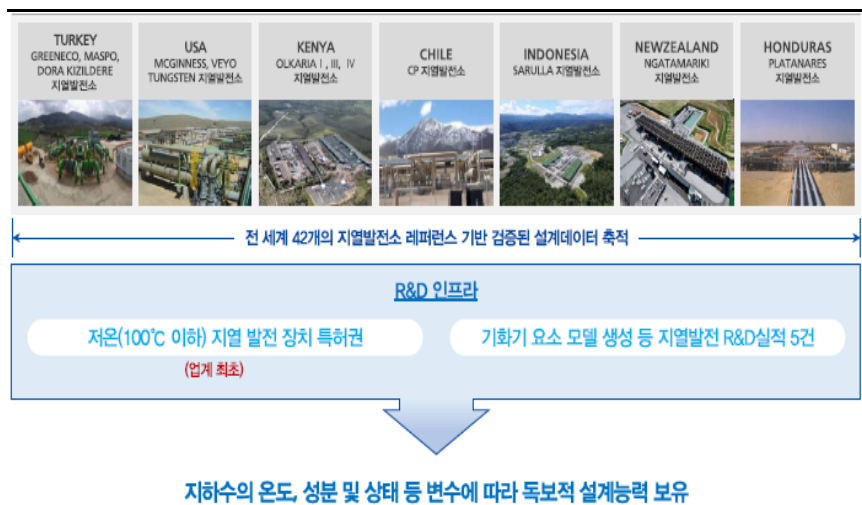 TURKEY
GREENECO, MASPO,
DORA KIZILDERE
지열발전소
USA
MCGINNESS, VEYO
TUNGSTEN 지열발전소
KENYA
OLKARIA I, III, IV
지열발전소
CHILE
CP 지열발전소
INDONESIA
SARULLA 지열발전소
NEWZEALAND
NGATAMARIKI
지열발전소
HONDURAS
PLATANARES
지열발전소
전 세계 42개의 지열발전소 레퍼런스 기반 검증된 설계데이터 축적
R&D 인프라
저온(100℃ 이하) 지열 발전 장치 특허권
(업계 최초)
기화기 요소 모델 생성 등 지열발전 R&D실적 5건
지하수의 온도, 성분 및 상태 등 변수에 따라 독보적 설계능력 보유